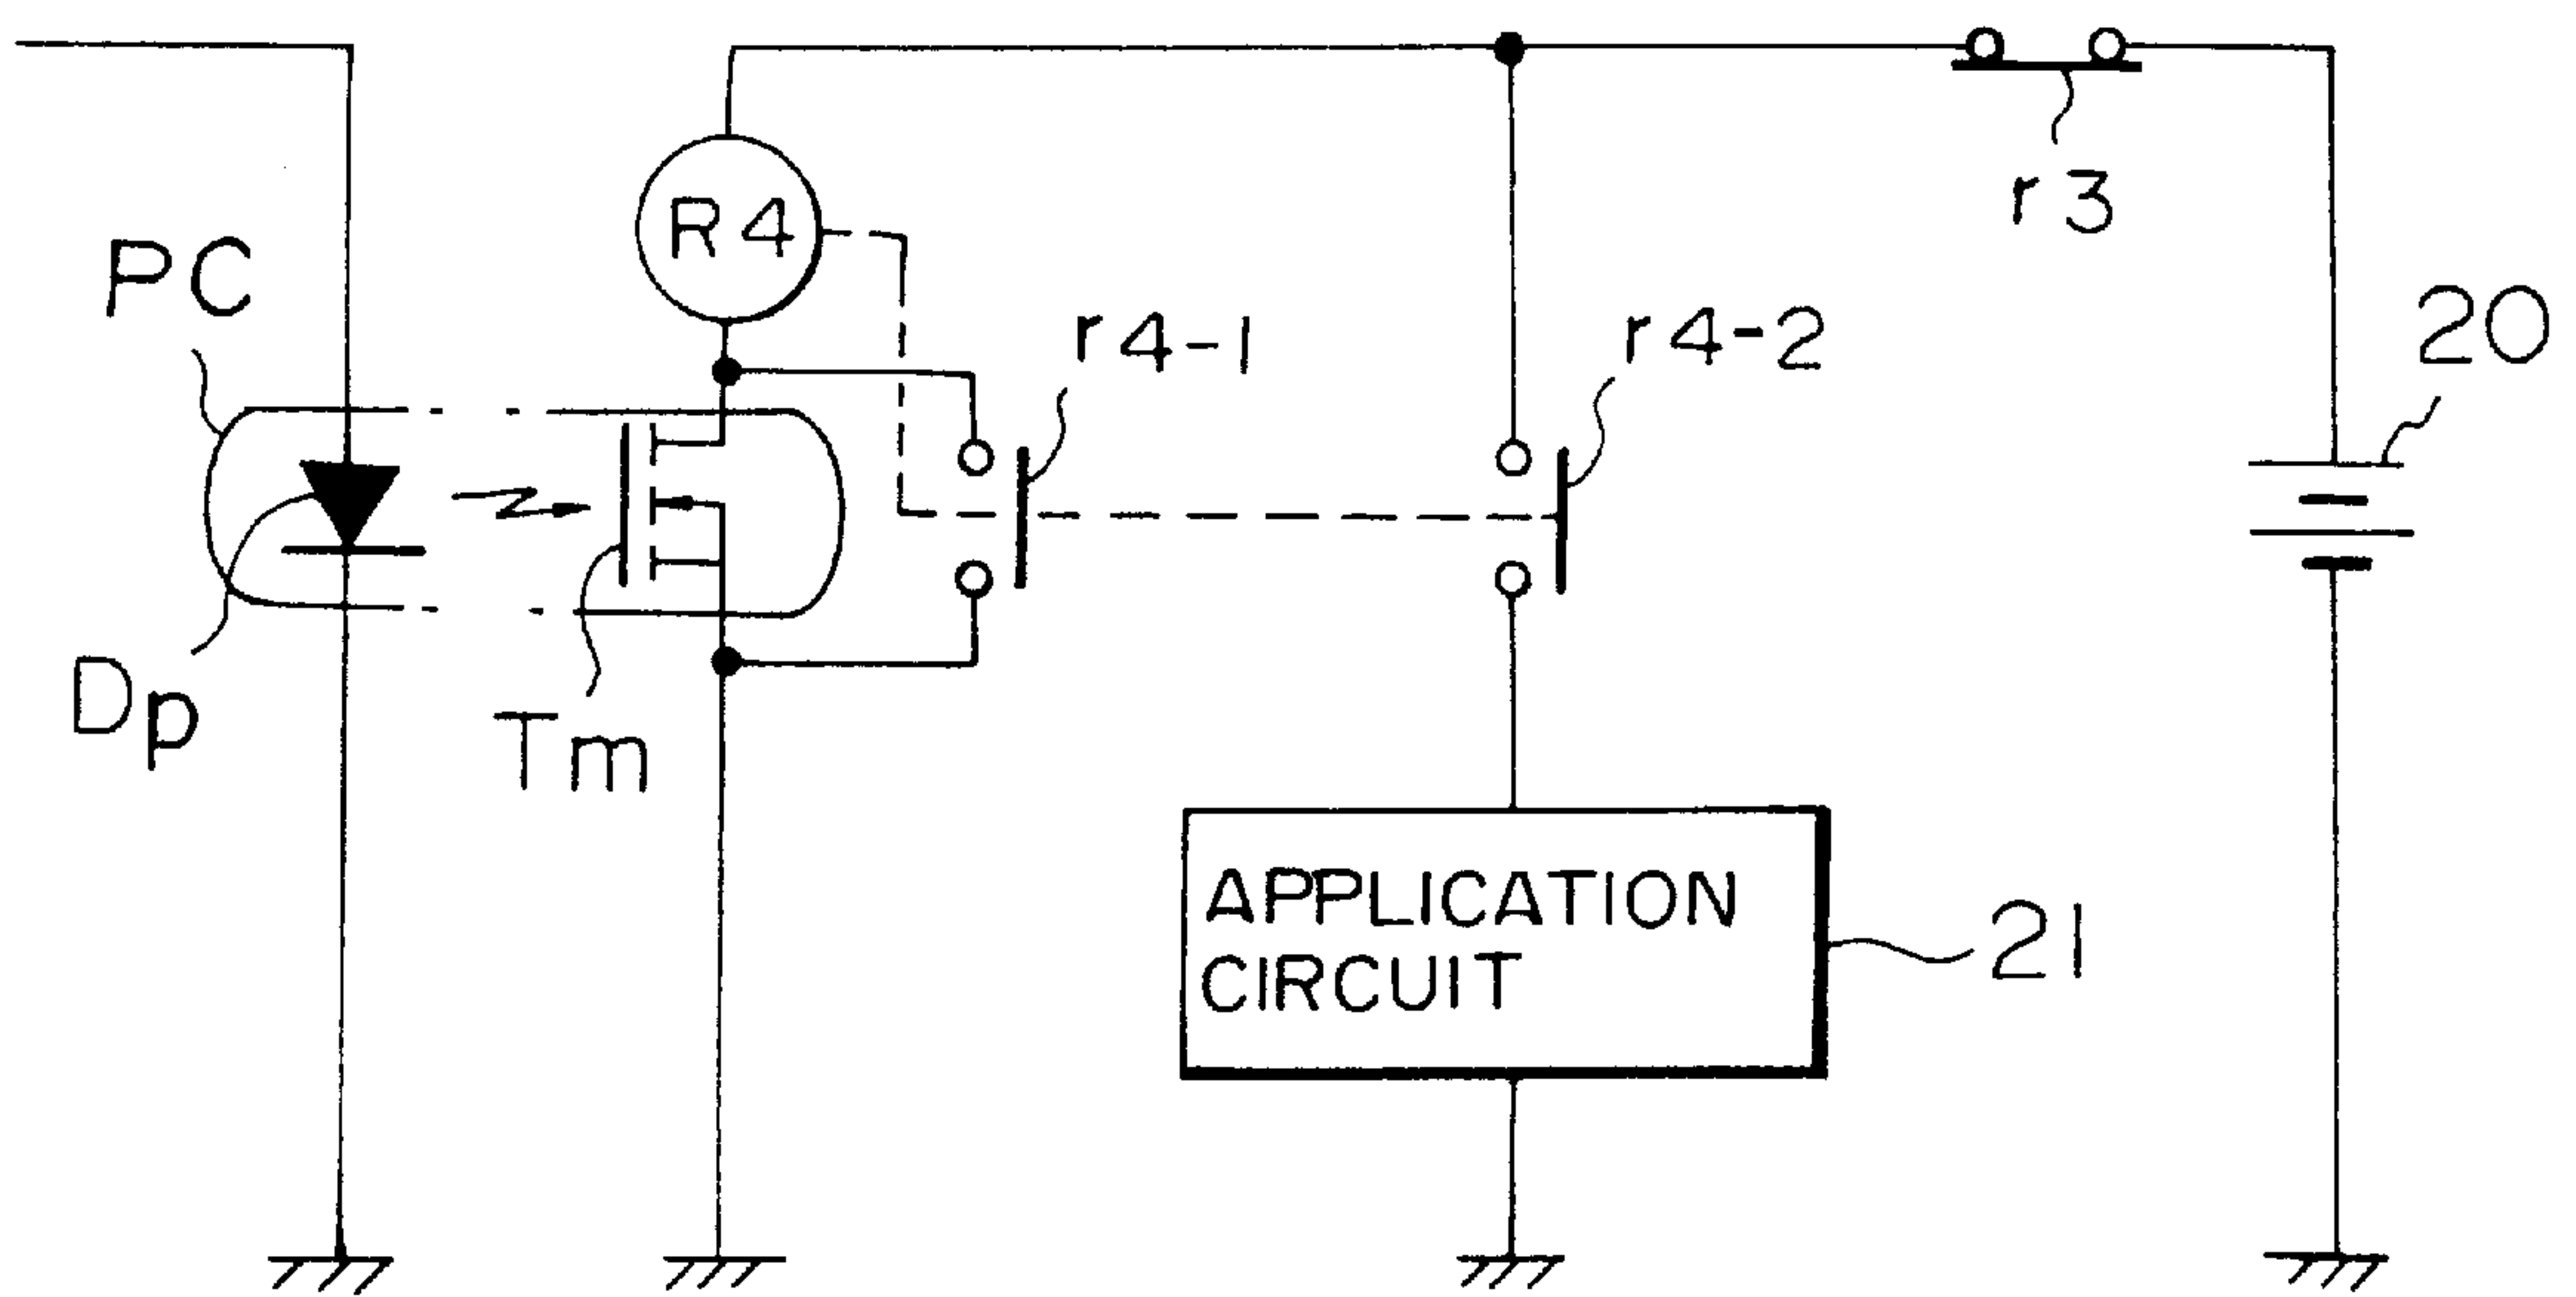 PC
R4
r3
r4-1
r4-2
20
Dp
Tm
APPLICATION
CIRCUIT
21